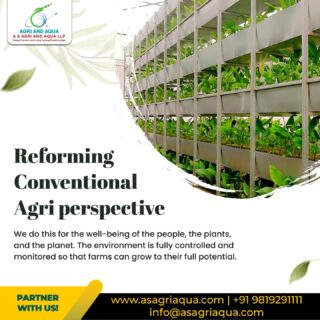 AGRI AND AQUA
A S AGRI AND AQUA LLP
Reforming
Conventional
Agri perspective
We do this for the well-being of the people, the plants,
and the planet. The environment is fully controlled and
monitored so that farms can grow to their full potential.
PARTNER
WITH US!
www.asagriaqua.com | +91 9819291111
info@asagriaqua.com